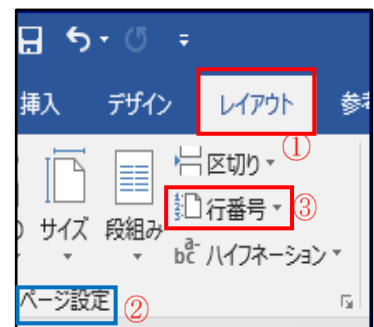 挿入 デザイン レイアウト 参考
①
区切り
行番号 ③
サイズ 段組み
ハイフネーション
ページ設定 ②